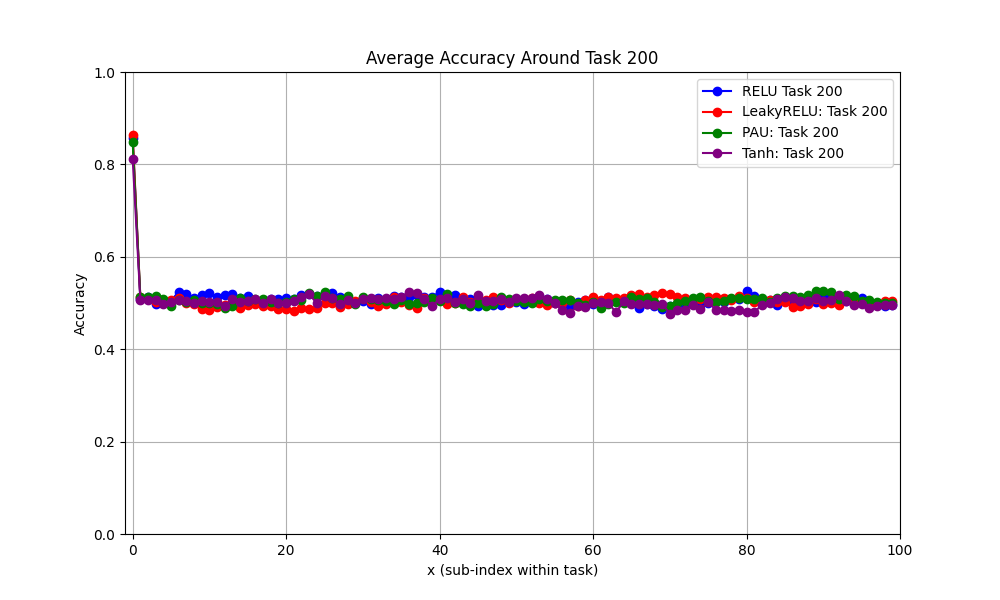 Average Accuracy Around Task 200
1.0
0.8
0.6
0.4
0.2
0.0
Accuracy
0
20
40
60
80
100
x (sub-index within task)
RELU Task 200
LeakyRELU: Task 200
PAU: Task 200
Tanh: Task 200